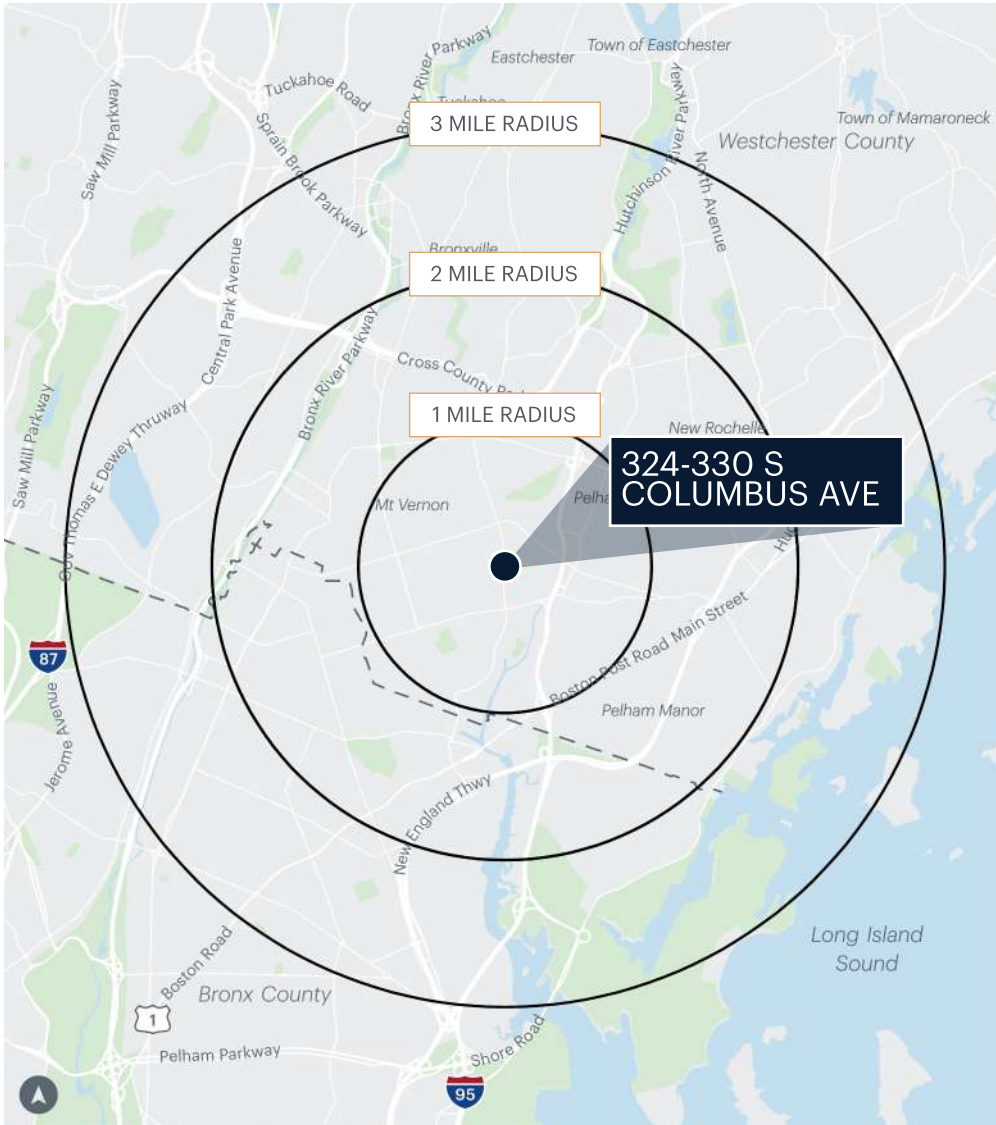 Bronx River Parkway
Eastchester
Town of Eastchester
Saw Mill Parkway
Tuckahoe Road
Tuckahoe
Town of Mamaroneck
3 MILE RADIUS
Westchester County
Sprain Brook Parkway
Hutchinson River Parkway
North Avenue
Bronxville
2 MILE RADIUS
Central Park Avenue
Bronx River Parkway
Cross County
1 MILE RADIUS
Saw Mill Parkway
Gov Thomas E Dewey Thruway
New Rochelle
324-330 S
COLUMBUS AVE
Mt Vernon
87
Boston Post Road Main Street
Jerome Avenue
Pelham Manor
New England Thwy
Long Island
Sound
Boston Road
Bronx County
1
Pelham Parkway
Shore Road
95